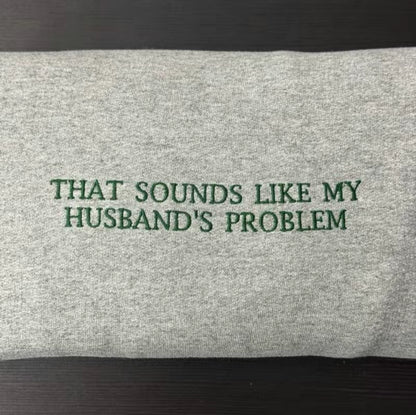 THAT SOUNDS LIKE MY
HUSBAND'S PROBLEM